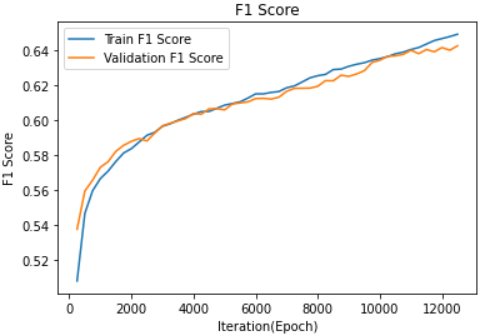 F1 Score
Train F1 Score
Validation F1 Score
0.64
0.62
0.60
0.58
0.56
0.54
0.52
F1 Score
0
2000
4000
6000
8000
10000
12000
Iteration(Epoch)